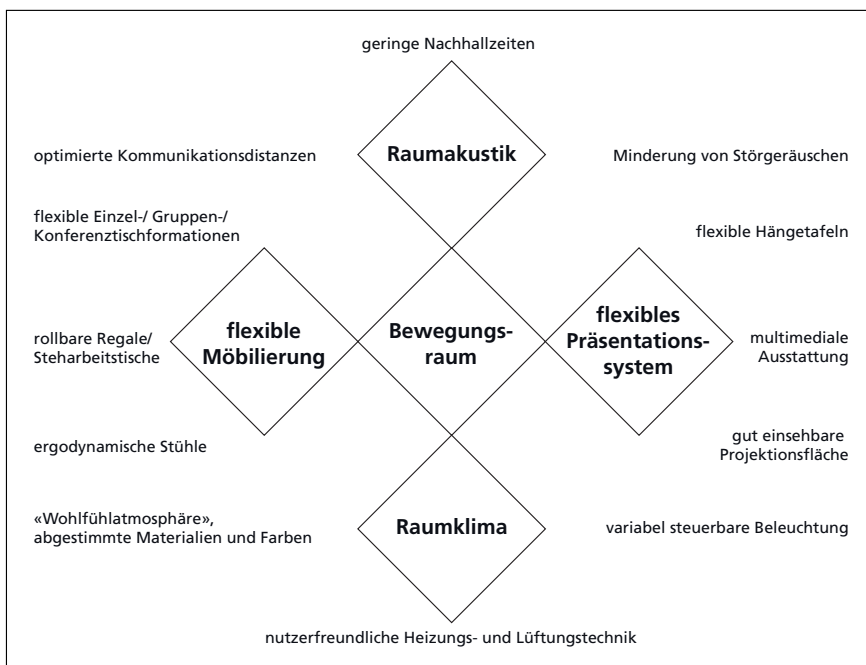 geringe Nachhallzeiten
optimierte Kommunikationsdistanzen
Raumakustik
Minderung von Störgeräuschen
flexible Einzel-/ Gruppen-/
Konferenztischformationen
flexible Hängetafeln
rollbare Regale/
Steharbeitstische
flexible
Möbilierung
Bewegungs-
raum
flexibles
Präsentations-
system
multimediale
Ausstattung
ergodynamische Stühle
gut einsehbare
Projektionsfläche
«Wohlfühlatmosphäre»,
abgestimmte Materialien und Farben
Raumklima
variabel steuerbare Beleuchtung
nutzerfreundliche Heizungs- und Lüftungstechnik